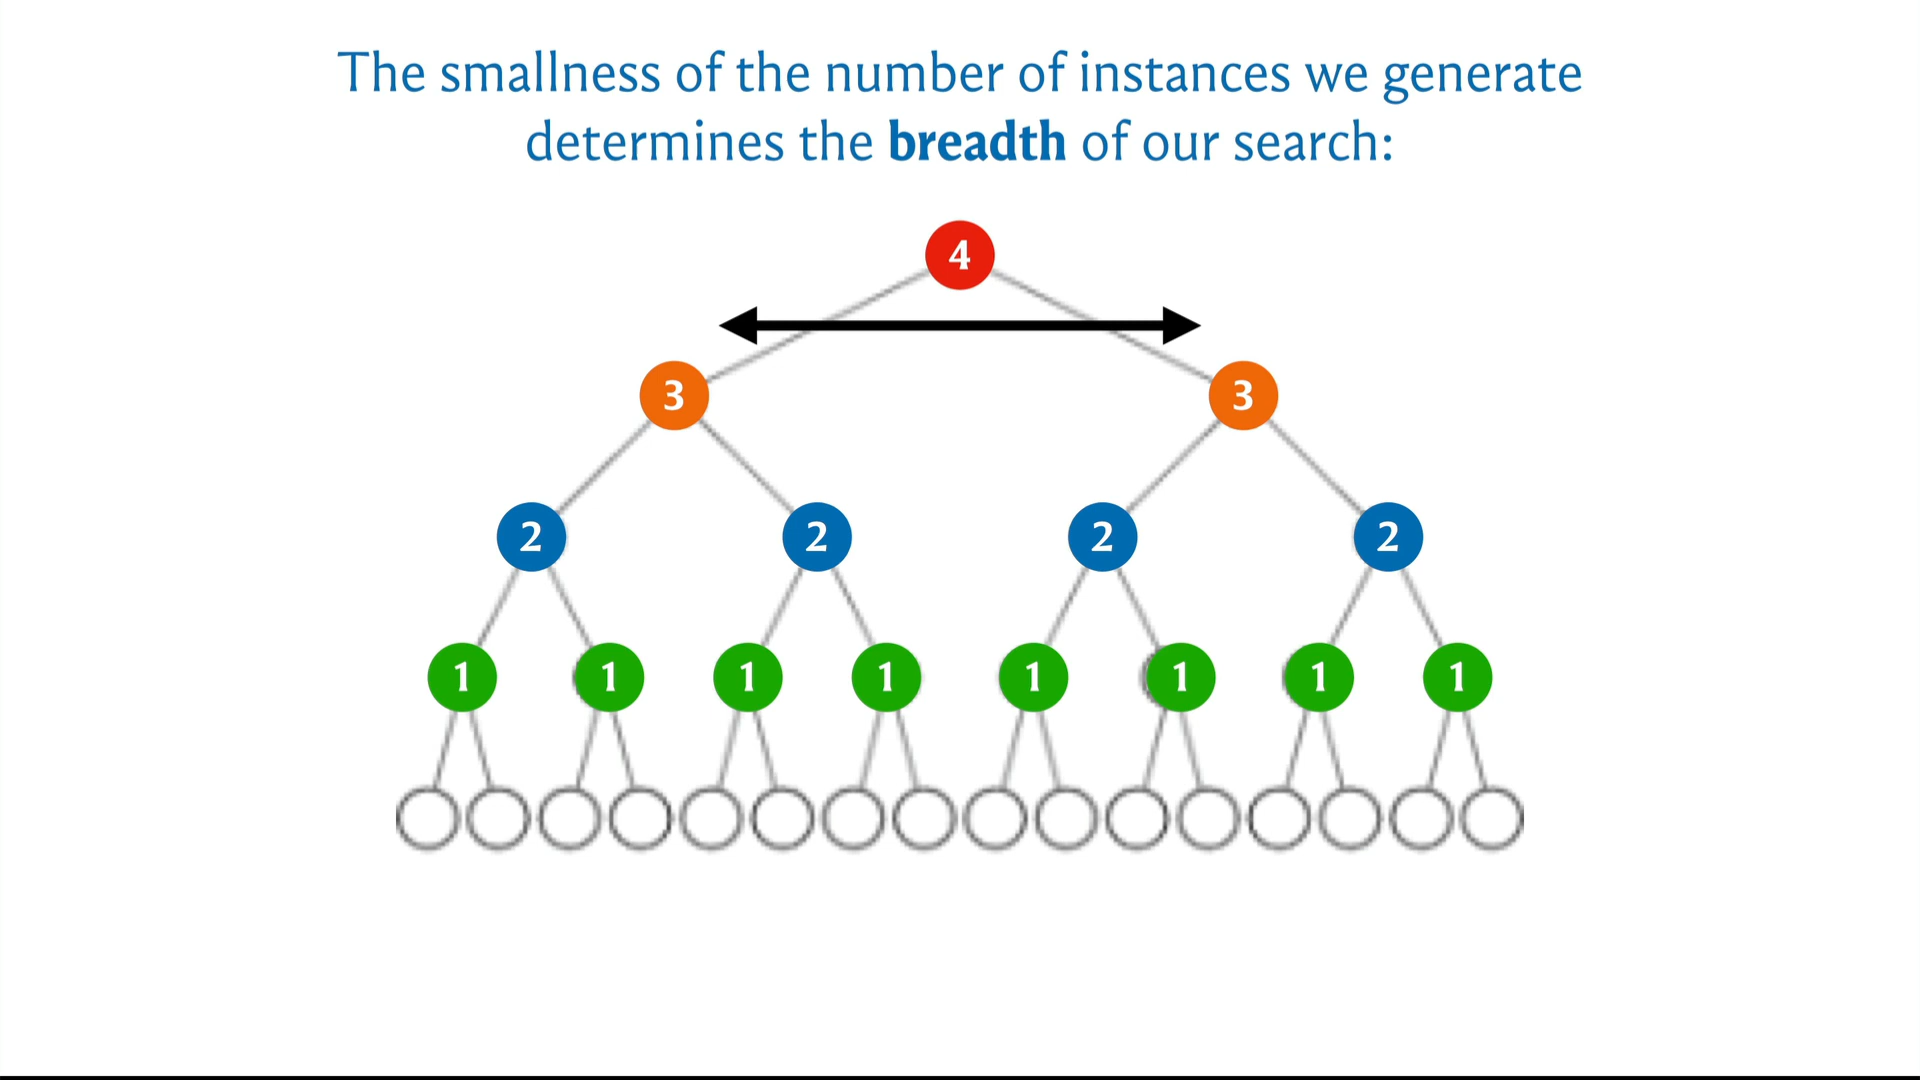 The smallness of the number of instances we generate
determines the breadth of our search:
4
3 3
2 2 2 2
1 1 1 1 1 1 1 1